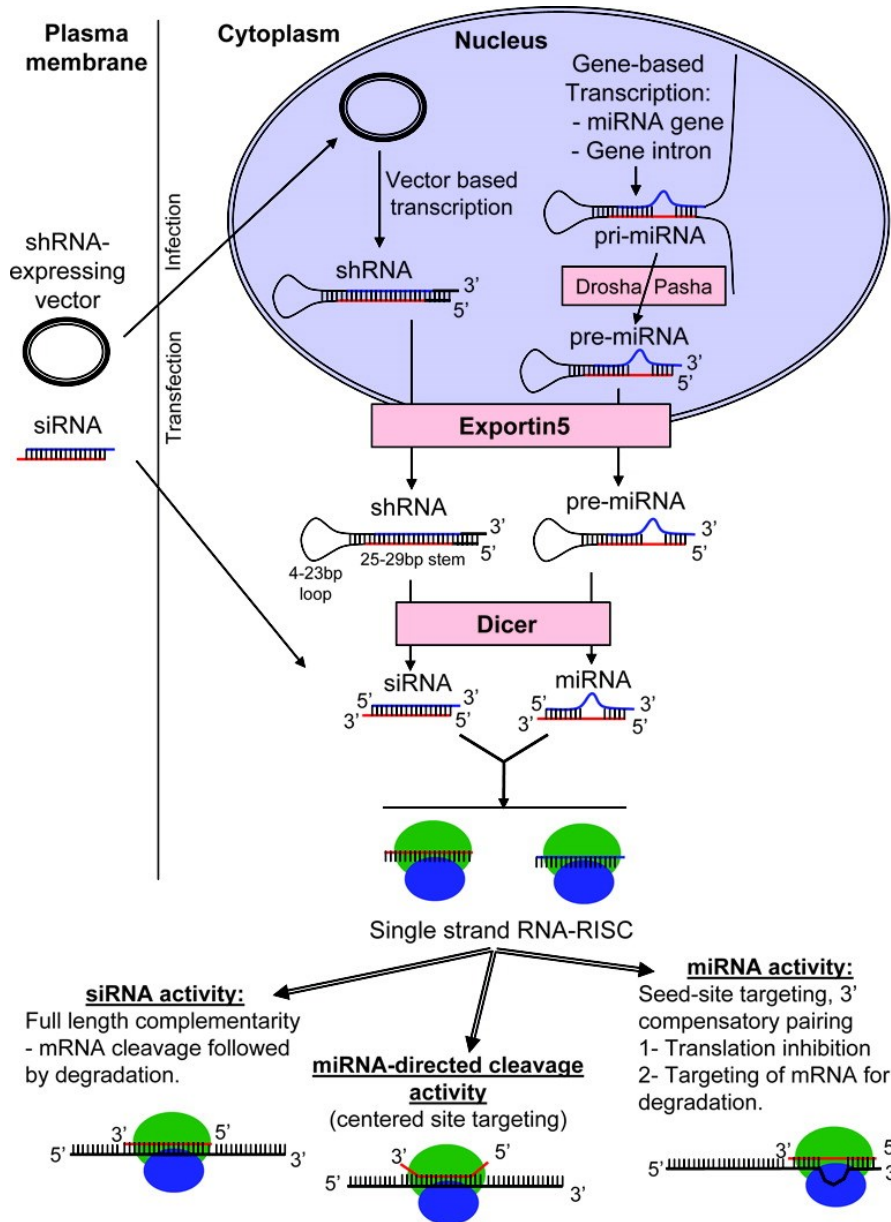 Plasma
membrane
Cytoplasm
Nucleus
Gene-based
Transcription:
- miRNA gene
- Gene intron
Vector based
transcription
pri-miRNA
shRNA-
expressing
vector
Infection
shRNA
3’
5’
Drosha Pasha
pre-miRNA
3’
5’
siRNA
Transfection
Exportin5
shRNA
3’
5’
25-29bp stem
4-23bp
loop
pre-miRNA
3’
5’
Dicer
siRNA
5’ 3’
3’ 5’
miRNA
5’ 3’
3’ 5’
Single strand RNA-RISC
siRNA activity:
Full length complementarity
- mRNA cleavage followed
by degradation.
3’ 5’
5’ 3’
miRNA-directed cleavage
activity
(centered site targeting)
3’ 5’
5’ 3’
miRNA activity:
Seed-site targeting, 3’
compensatory pairing
1- Translation inhibition
2- Targeting of mRNA for
degradation.
3’ 5
5’ 3